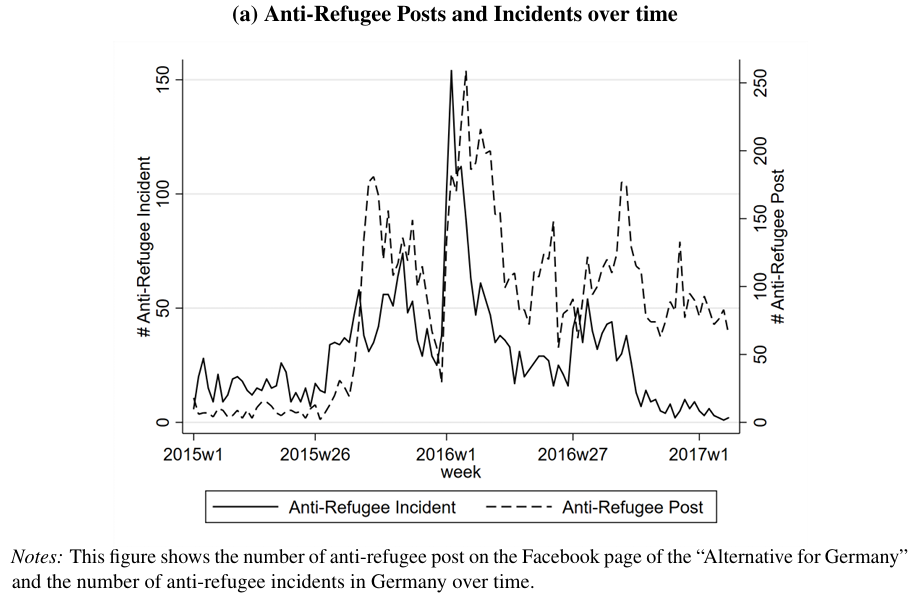 (a) Anti-Refugee Posts and Incidents over time
150
100
50
0
# Anti-Refugee Incident
250
200
150
100
50
0
# Anti-Refugee Post
2015w1 2015w26 2016w1 2016w27 2017w1
week
Anti-Refugee Incident Anti-Refugee Post
Notes: This figure shows the number of anti-refugee post on the Facebook page of the “Alternative for Germany”
and the number of anti-refugee incidents in Germany over time.